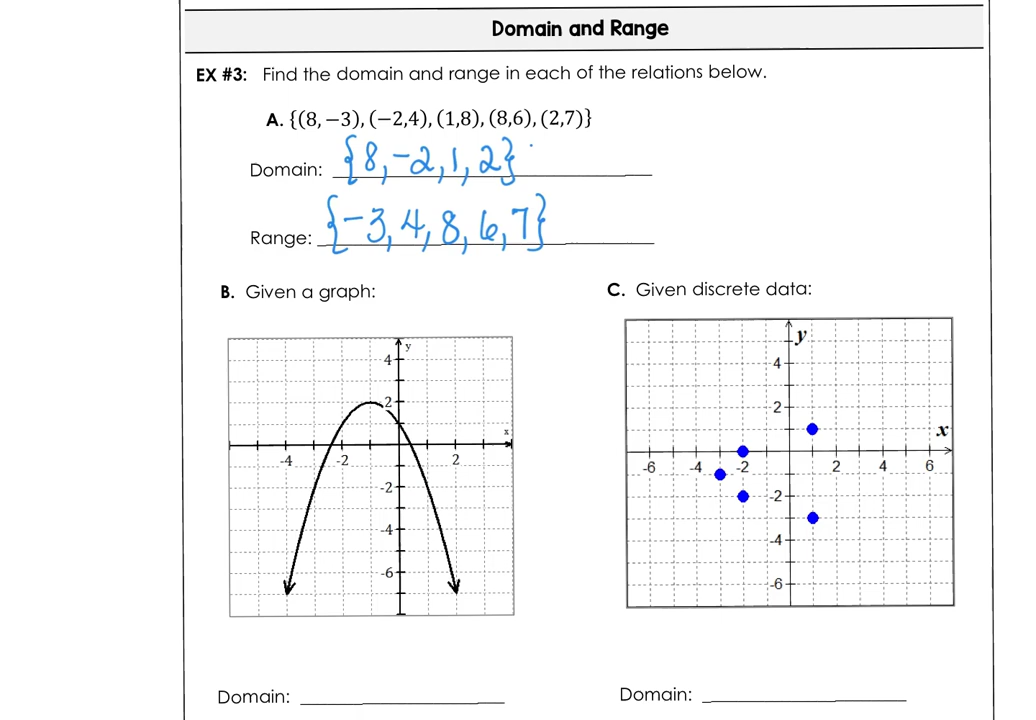 Domain and Range
EX #3: Find the domain and range in each of the relations below.
A. {(8, −3), (−2,4), (1,8), (8,6), (2,7)}
Domain: {8, -2, 1, 2}
Range: {-3, 4, 8, 6, 7}
B. Given a graph:
C. Given discrete data:
y
4
2
x
-4 -2 2
-2
-4
-6
y
4
2
x
-6 -4 -2 2 4 6
-2
-4
-6
Domain: ____________________
Domain: ____________________